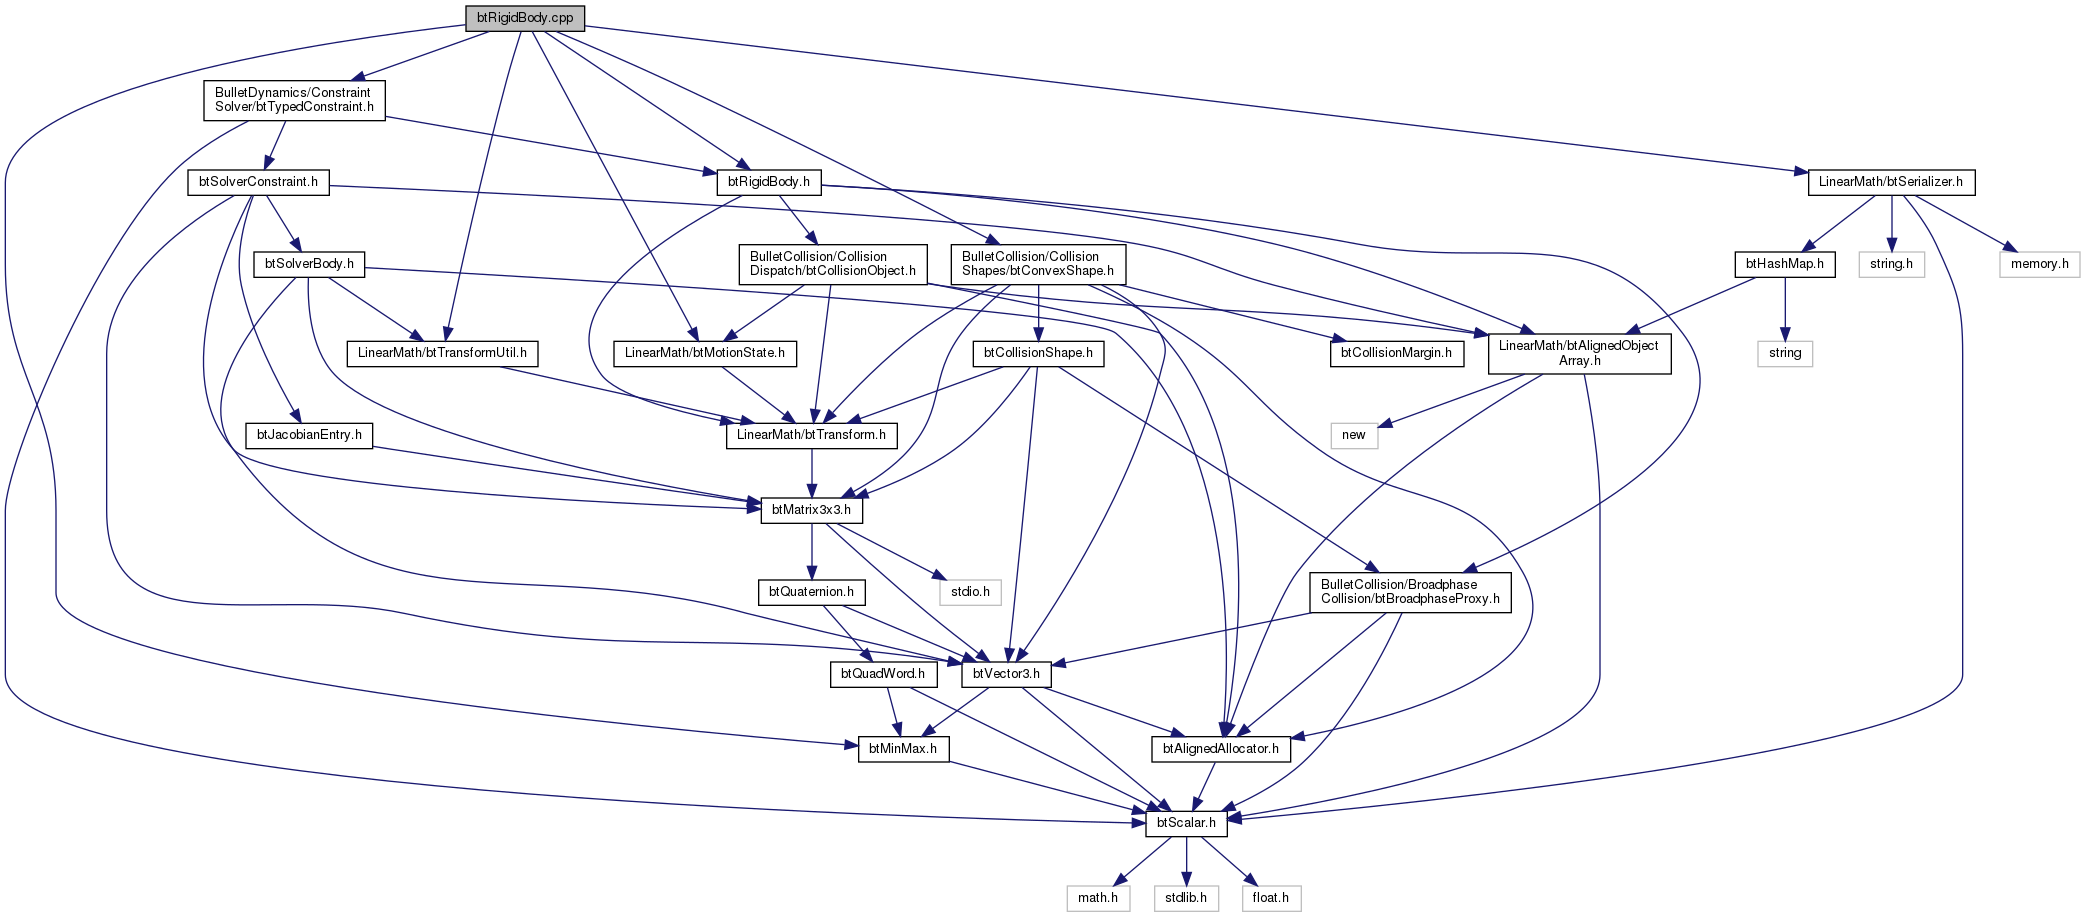 btRigidBody.cpp
BulletDynamics/Constraint
Solver/btTypedConstraint.h
btSolverConstraint.h
btRigidBody.h
LinearMath/btSerializer.h
btSolverBody.h
BulletCollision/Collision
Dispatch/btCollisionObject.h
BulletCollision/Collision
Shapes/btConvexShape.h
btHashMap.h
string.h
memory.h
LinearMath/btTransformUtil.h
LinearMath/btMotionState.h
btCollisionShape.h
btCollisionMargin.h
LinearMath/btAlignedObject
Array.h
string
btJacobianEntry.h
LinearMath/btTransform.h
new
btMatrix3x3.h
btQuaternion.h
stdio.h
BulletCollision/Broadphase
Collision/btBroadphaseProxy.h
btQuadWord.h
btVector3.h
btMinMax.h
btAlignedAllocator.h
btScalar.h
math.h
stdlib.h
float.h